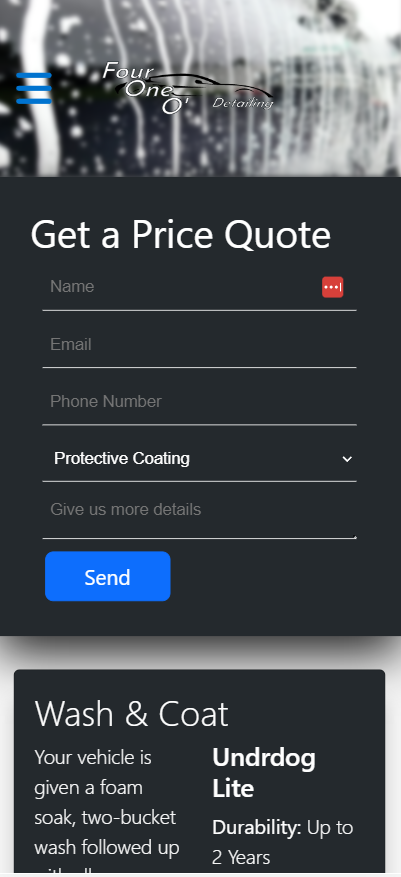 Four
One
O' Detailing
Get a Price Quote
Name
Email
Phone Number
Protective Coating
Give us more details
Send
Wash & Coat
Your vehicle is
given a foam
soak, two-bucket
wash followed up
Undrdog
Lite
Durability: Up to
2 Years